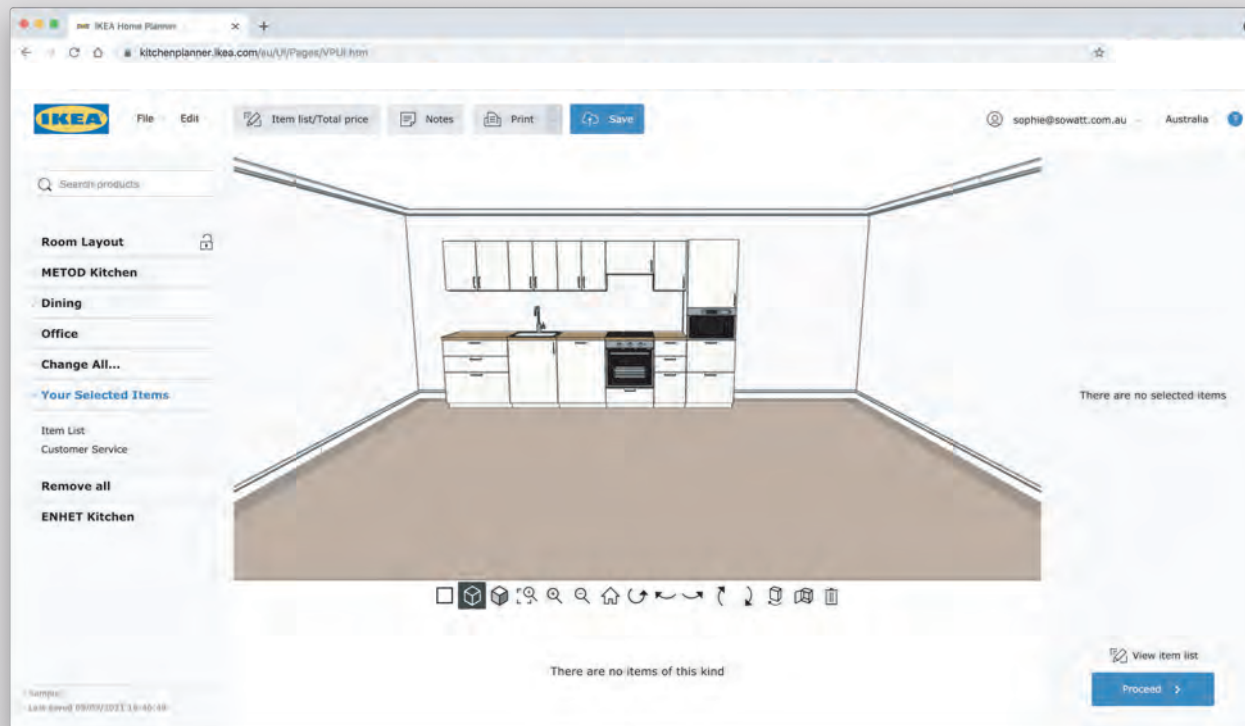 IKEA Home Planner
kitchenplanner.ikea.com/eu/UI/Pages/VPUI.htm
IKEA File Edit Item list/Total price Notes Print Save sophie@sowatt.com.au Australia ?
Search products
Room Layout
METOD Kitchen
Dining
Office
Change All...
Your Selected Items
There are no selected items
Item List
Customer Service
Remove all
ENHET Kitchen
There are no items of this kind
View item list
Proceed
Sample